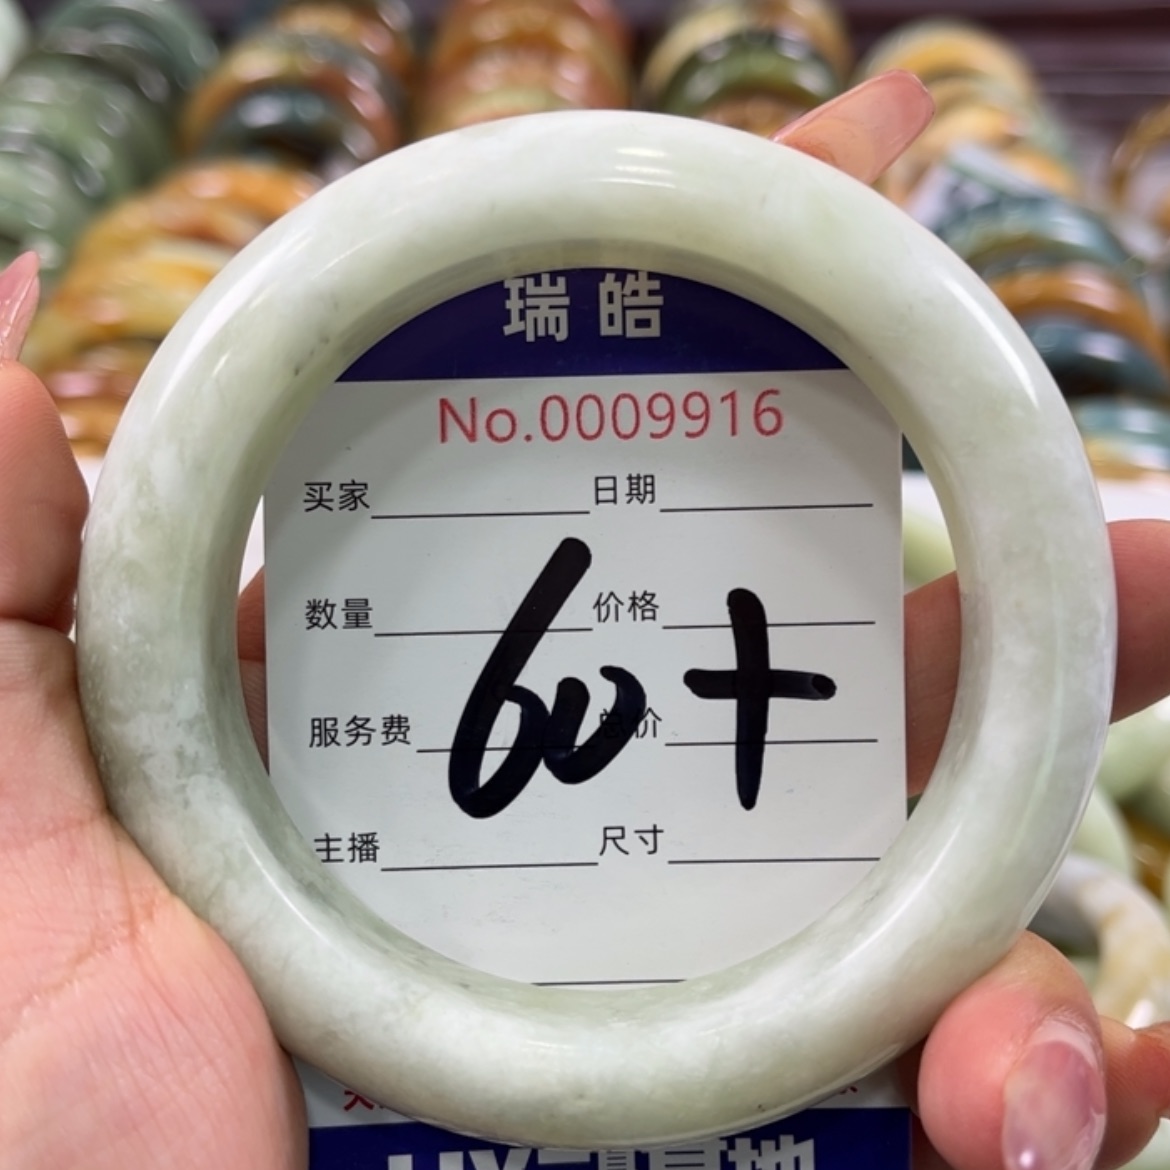 瑞皓
No.0009916
买家 日期
数量 价格
60+
服务费 总价
主播 尺寸